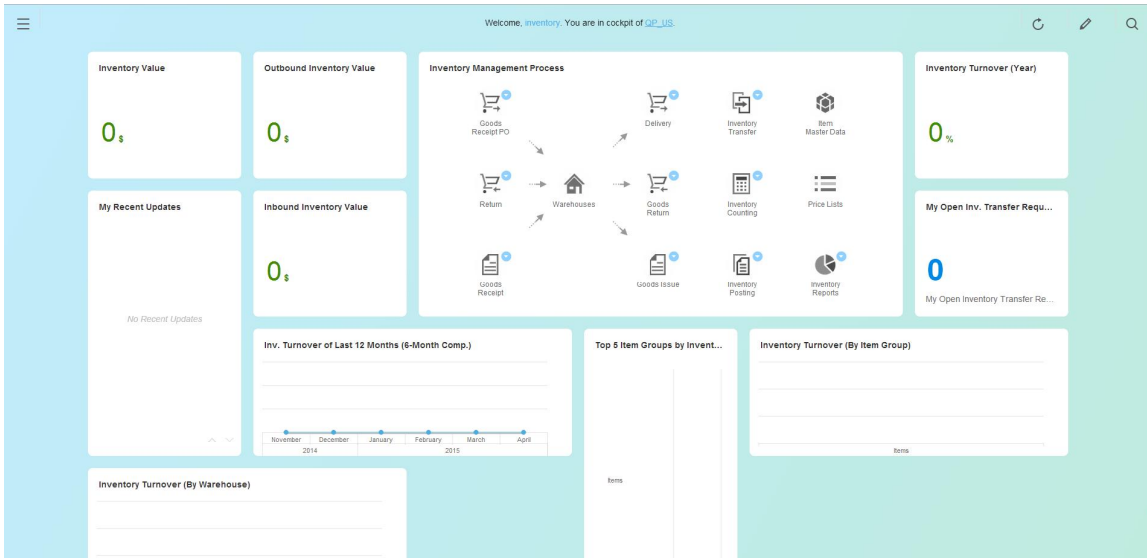 Welcome, inventory. You are in cockpit of QP_US.
Inventory Value
0 $
Outbound Inventory Value
0 $
Inventory Management Process
Goods
Receipt PO
Delivery
Inventory
Transfer
Item
Master Data
Return
Warehouses
Goods
Return
Inventory
Counting
Price Lists
Goods
Receipt
Goods Issue
Inventory
Posting
Inventory
Reports
Inventory Turnover (Year)
0 %
My Recent Updates
No Recent Updates
Inbound Inventory Value
0 $
My Open Inv. Transfer Requ...
0
My Open Inventory Transfer Re...
Inv. Turnover of Last 12 Months (6-Month Comp.)
November December January February March April
2014 2015
Top 5 Item Groups by Invent...
Items
Inventory Turnover (By Item Group)
Items
Inventory Turnover (By Warehouse)